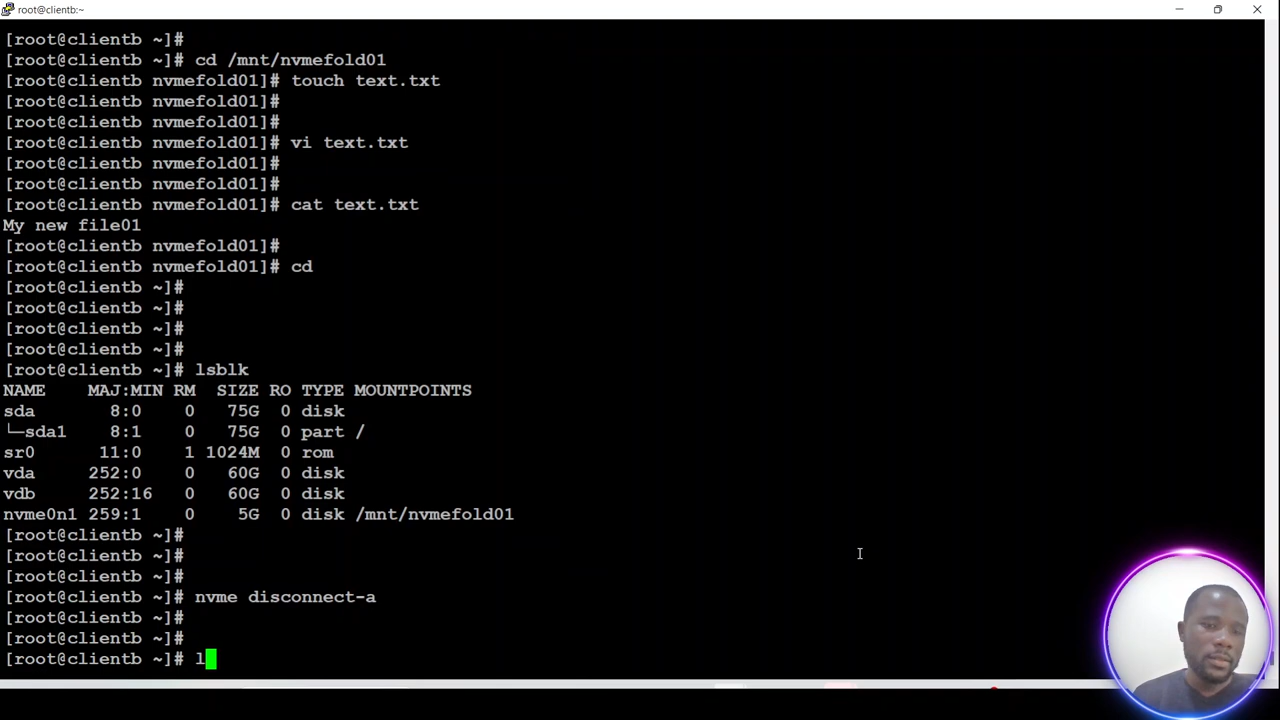 root@clientb:~
[root@clientb ~]#
[root@clientb ~]# cd /mnt/nvmefold01
[root@clientb nvmefold01]# touch text.txt
[root@clientb nvmefold01]#
[root@clientb nvmefold01]#
[root@clientb nvmefold01]# vi text.txt
[root@clientb nvmefold01]#
[root@clientb nvmefold01]#
[root@clientb nvmefold01]# cat text.txt
My new file01
[root@clientb nvmefold01]#
[root@clientb nvmefold01]# cd
[root@clientb ~]#
[root@clientb ~]#
[root@clientb ~]#
[root@clientb ~]#
[root@clientb ~]# lsblk
NAME    MAJ:MIN RM   SIZE RO TYPE MOUNTPOINTS
sda       8:0    0    75G  0 disk
└─sda1    8:1    0    75G  0 part /
sr0      11:0    1 1024M  0 rom
vda     252:0    0    60G  0 disk
vdb     252:16   0    60G  0 disk
nvme0n1 259:1    0     5G  0 disk /mnt/nvmefold01
[root@clientb ~]#
[root@clientb ~]#
[root@clientb ~]#
[root@clientb ~]# nvme disconnect-a
[root@clientb ~]#
[root@clientb ~]#
[root@clientb ~]# l